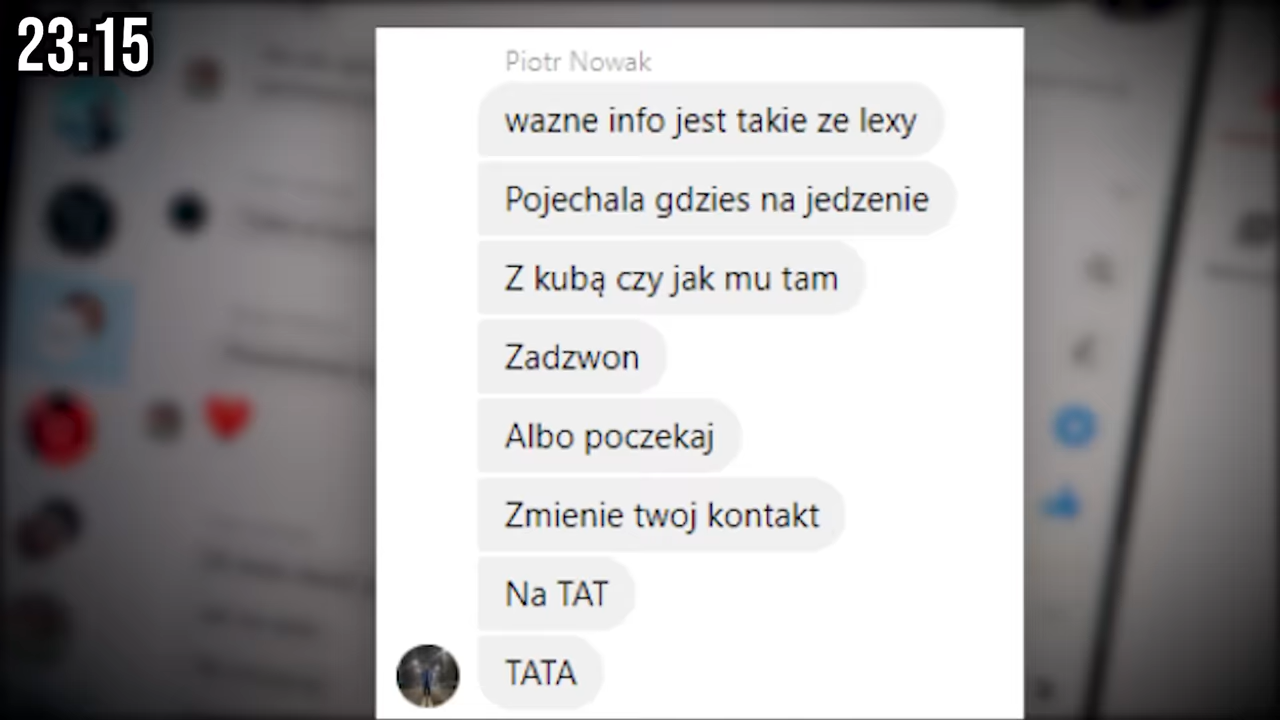 23:15
Piotr Nowak
wazne info jest takie ze lexy
Pojechala gdzies na jedzenie
Z kubą czy jak mu tam
Zadzwon
Albo poczekaj
Zmienie twoj kontakt
Na TAT
TATA